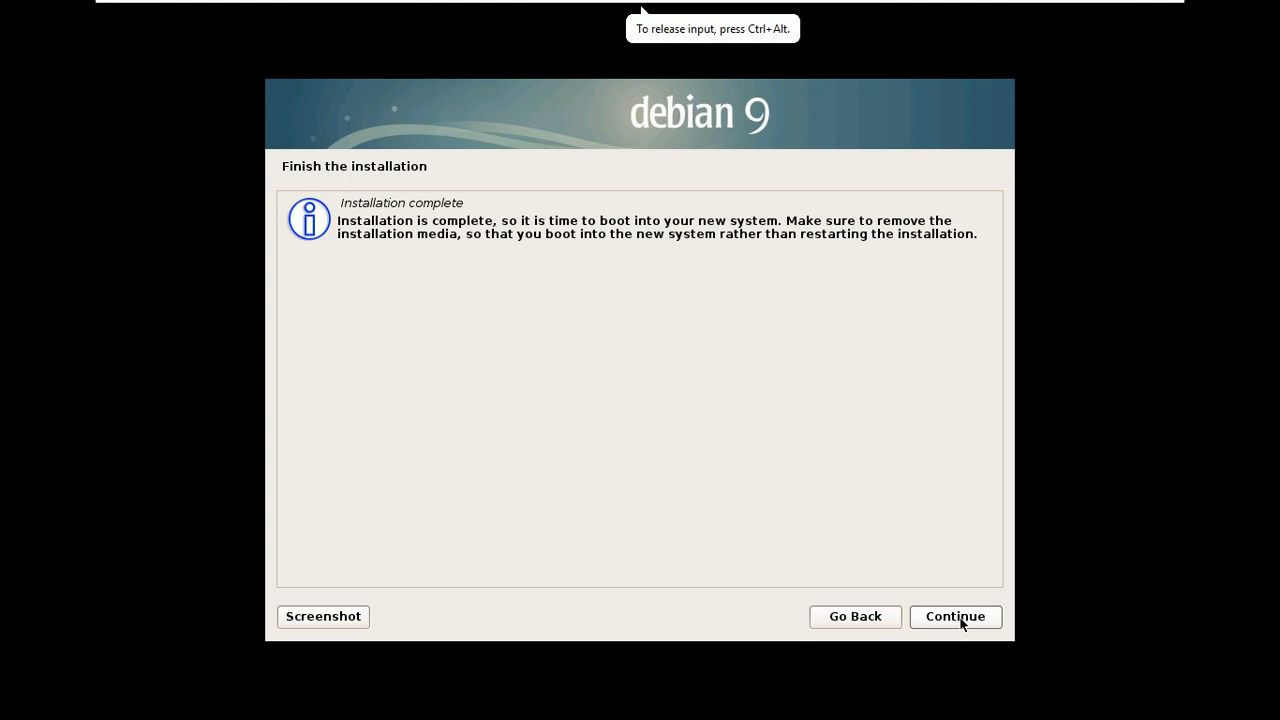 To release input, press Ctrl+Alt.
debian 9
Finish the installation
Installation complete
Installation is complete, so it is time to boot into your new system. Make sure to remove the
installation media, so that you boot into the new system rather than restarting the installation.
Screenshot
Go Back
Continue